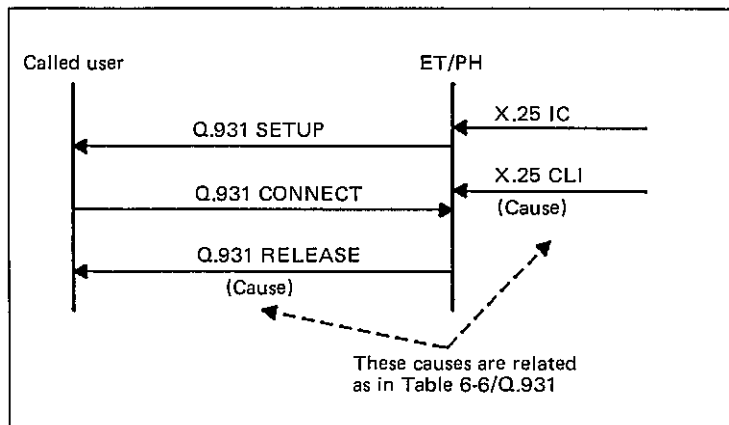 Called user
ET/PH
X.25 IC
Q.931 SETUP
X.25 CLI
Q.931 CONNECT
(Cause)
Q.931 RELEASE
(Cause)
These causes are related
as in Table 6-6/Q.931